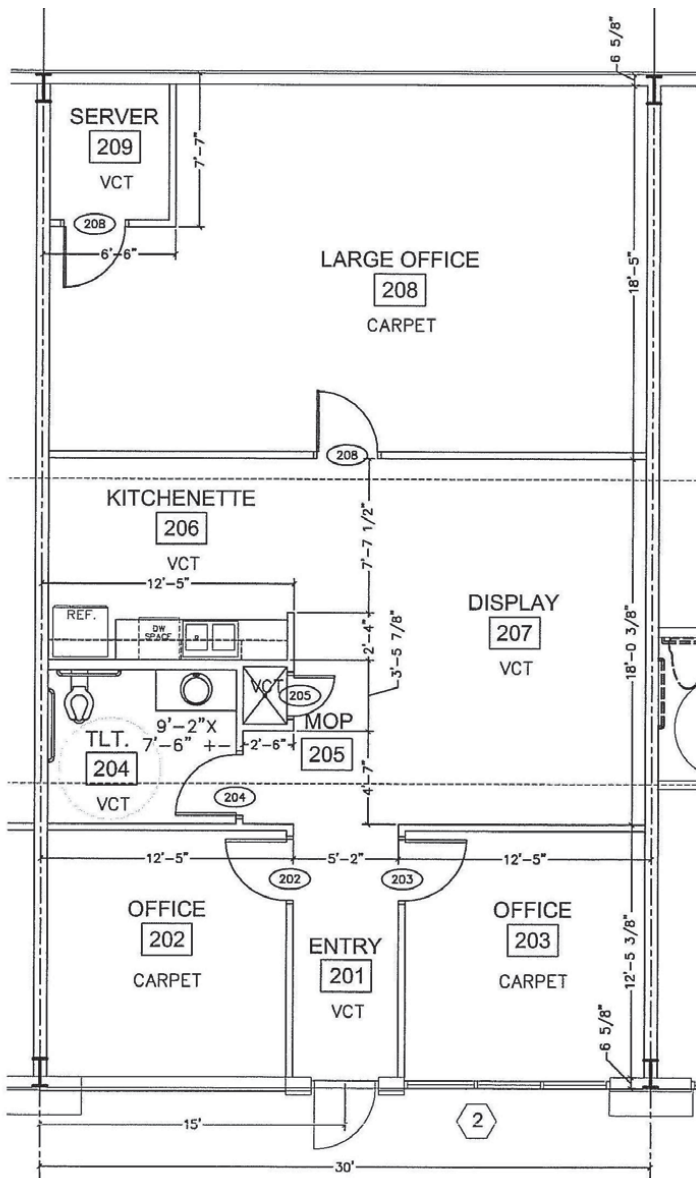 6 5/8"
SERVER
209
VCT
7'-7"
208
6'-6"
LARGE OFFICE
208
CARPET
18'-5"
208
KITCHENETTE
206
VCT
12'-5"
7'-7 1/2"
DISPLAY
207
VCT
REF.
DW
SPACE
2'-4"
3'-5 7/8"
18'-0 3/8"
VCT
205
MOP
205
9'-2"X
7'-6" +-
2'-6"
TLT.
204
VCT
204
4'-7"
12'-5"
5'-2"
12'-5"
202
203
OFFICE
202
CARPET
ENTRY
201
VCT
OFFICE
203
CARPET
12'-5 3/8"
6 5/8"
15'
2
30'